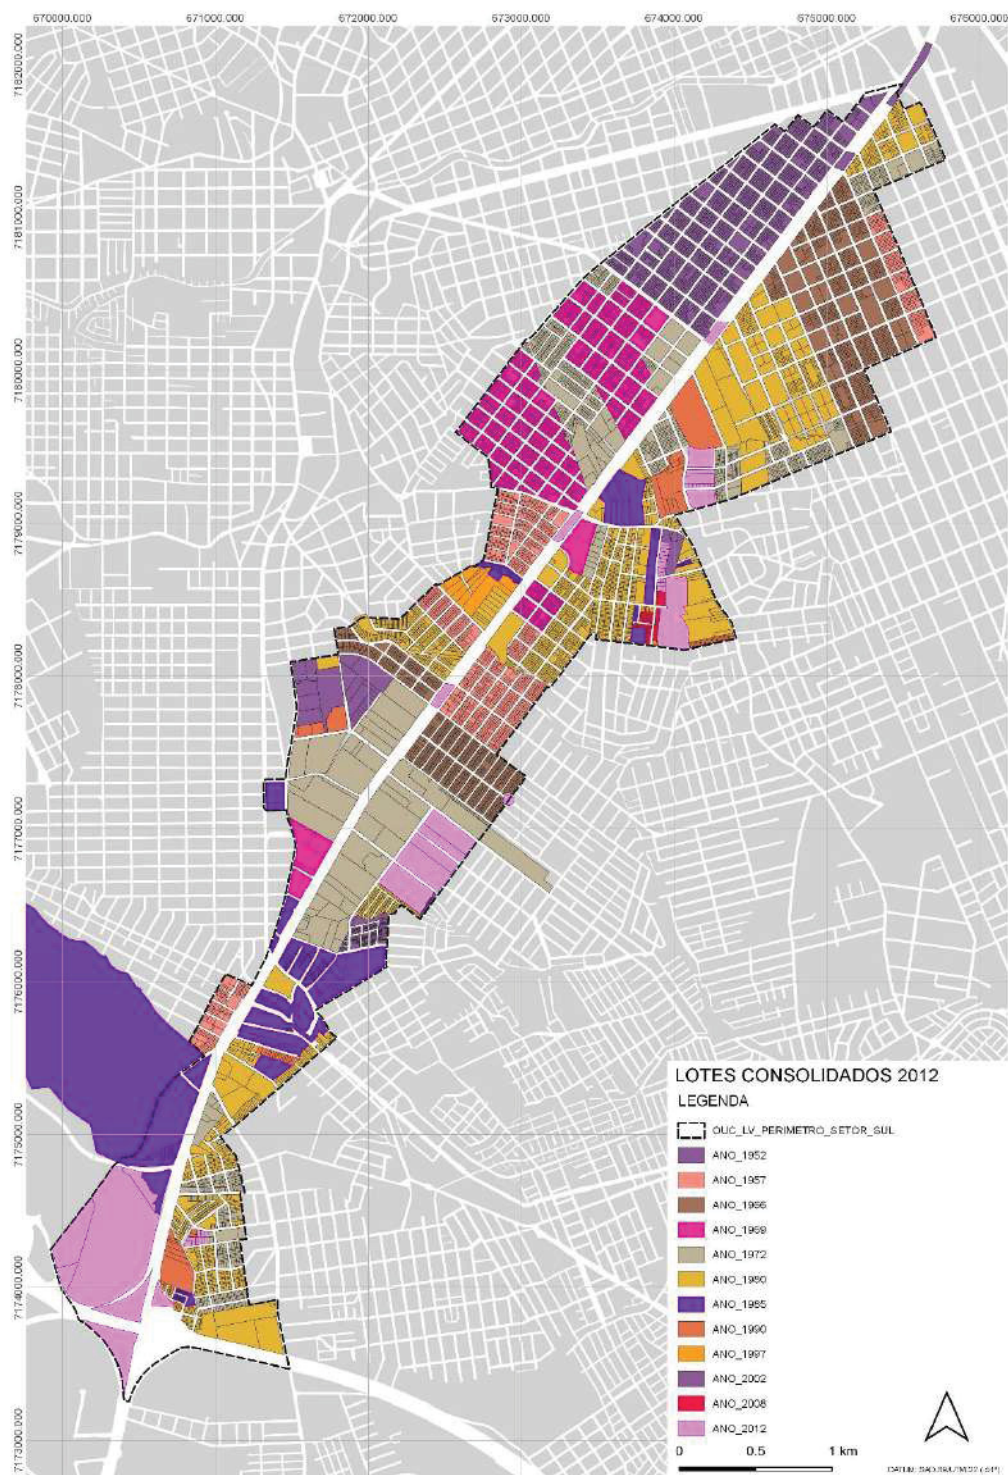 670000.000 671000.000 672000.000 673000.000 674000.000 675000.000 676000.000
7182000.000
7181000.000
7180000.000
7179000.000
7178000.000
7177000.000
7176000.000
7175000.000
7174000.000
7173000.000
LOTES CONSOLIDADOS 2012
LEGENDA
OUC_LV_PERIMETRO_SETOR_SUL
ANO_1952
ANO_1957
ANO_1966
ANO_1969
ANO_1972
ANO_1980
ANO_1985
ANO_1990
ANO_1997
ANO_2002
ANO_2008
ANO_2012
0 0.5 1 km